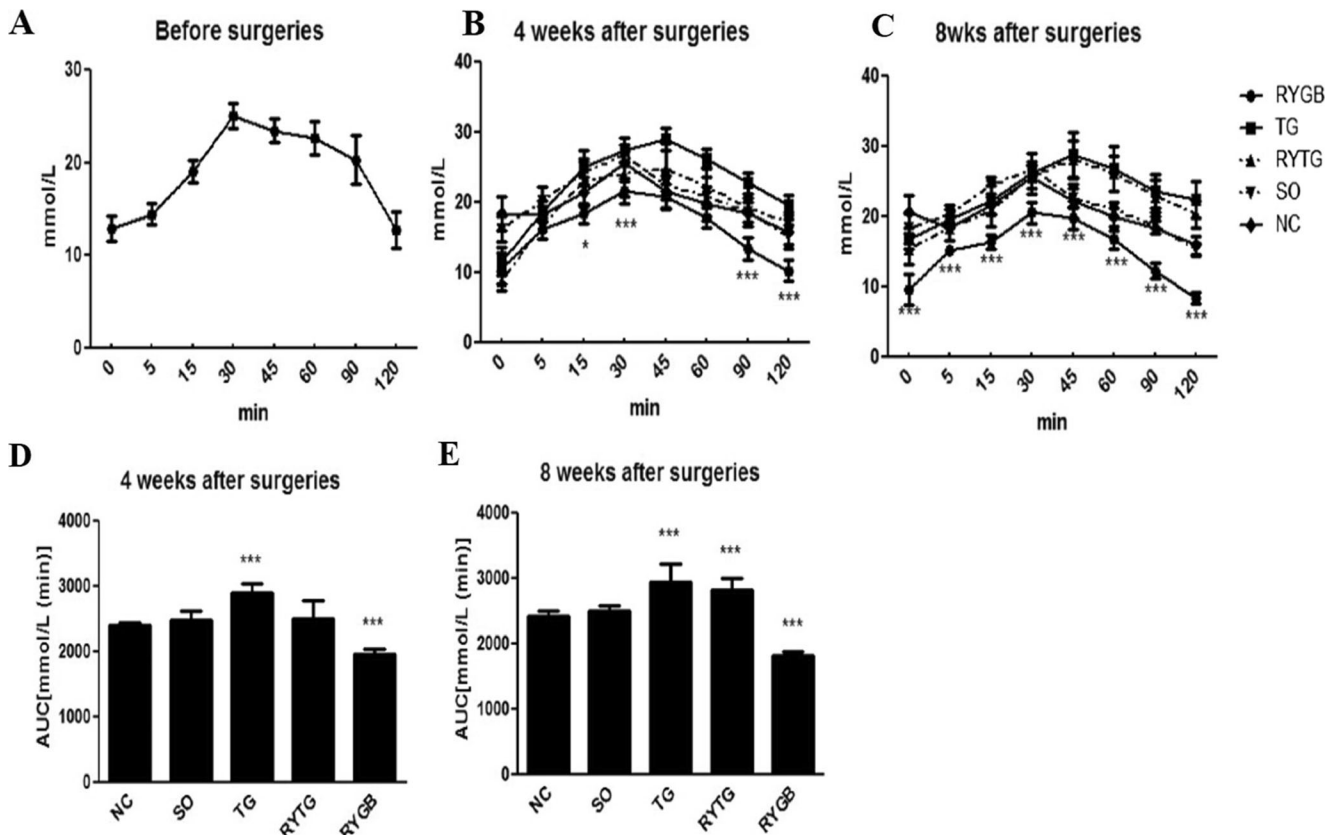 A
Before surgeries
30
20
10
0
mmol/L
0 5 15 30 45 60 90 120
min
B
4 weeks after surgeries
40
30
20
10
0
mmol/L
*
***
***
***
0 5 15 30 45 60 90 120
min
C
8wks after surgeries
40
30
20
10
0
mmol/L
*** *** *** *** *** *** *** ***
0 5 15 30 45 60 90 120
min
RYGB
TG
RYTG
SO
NC
D
4 weeks after surgeries
4000
3000
2000
1000
0
AUC[mmol/L (min)]
***
***
NC SO TG RYTG RYGB
E
8 weeks after surgeries
4000
3000
2000
1000
0
AUC[mmol/L (min)]
***
***
***
NC SO TG RYTG RYGB